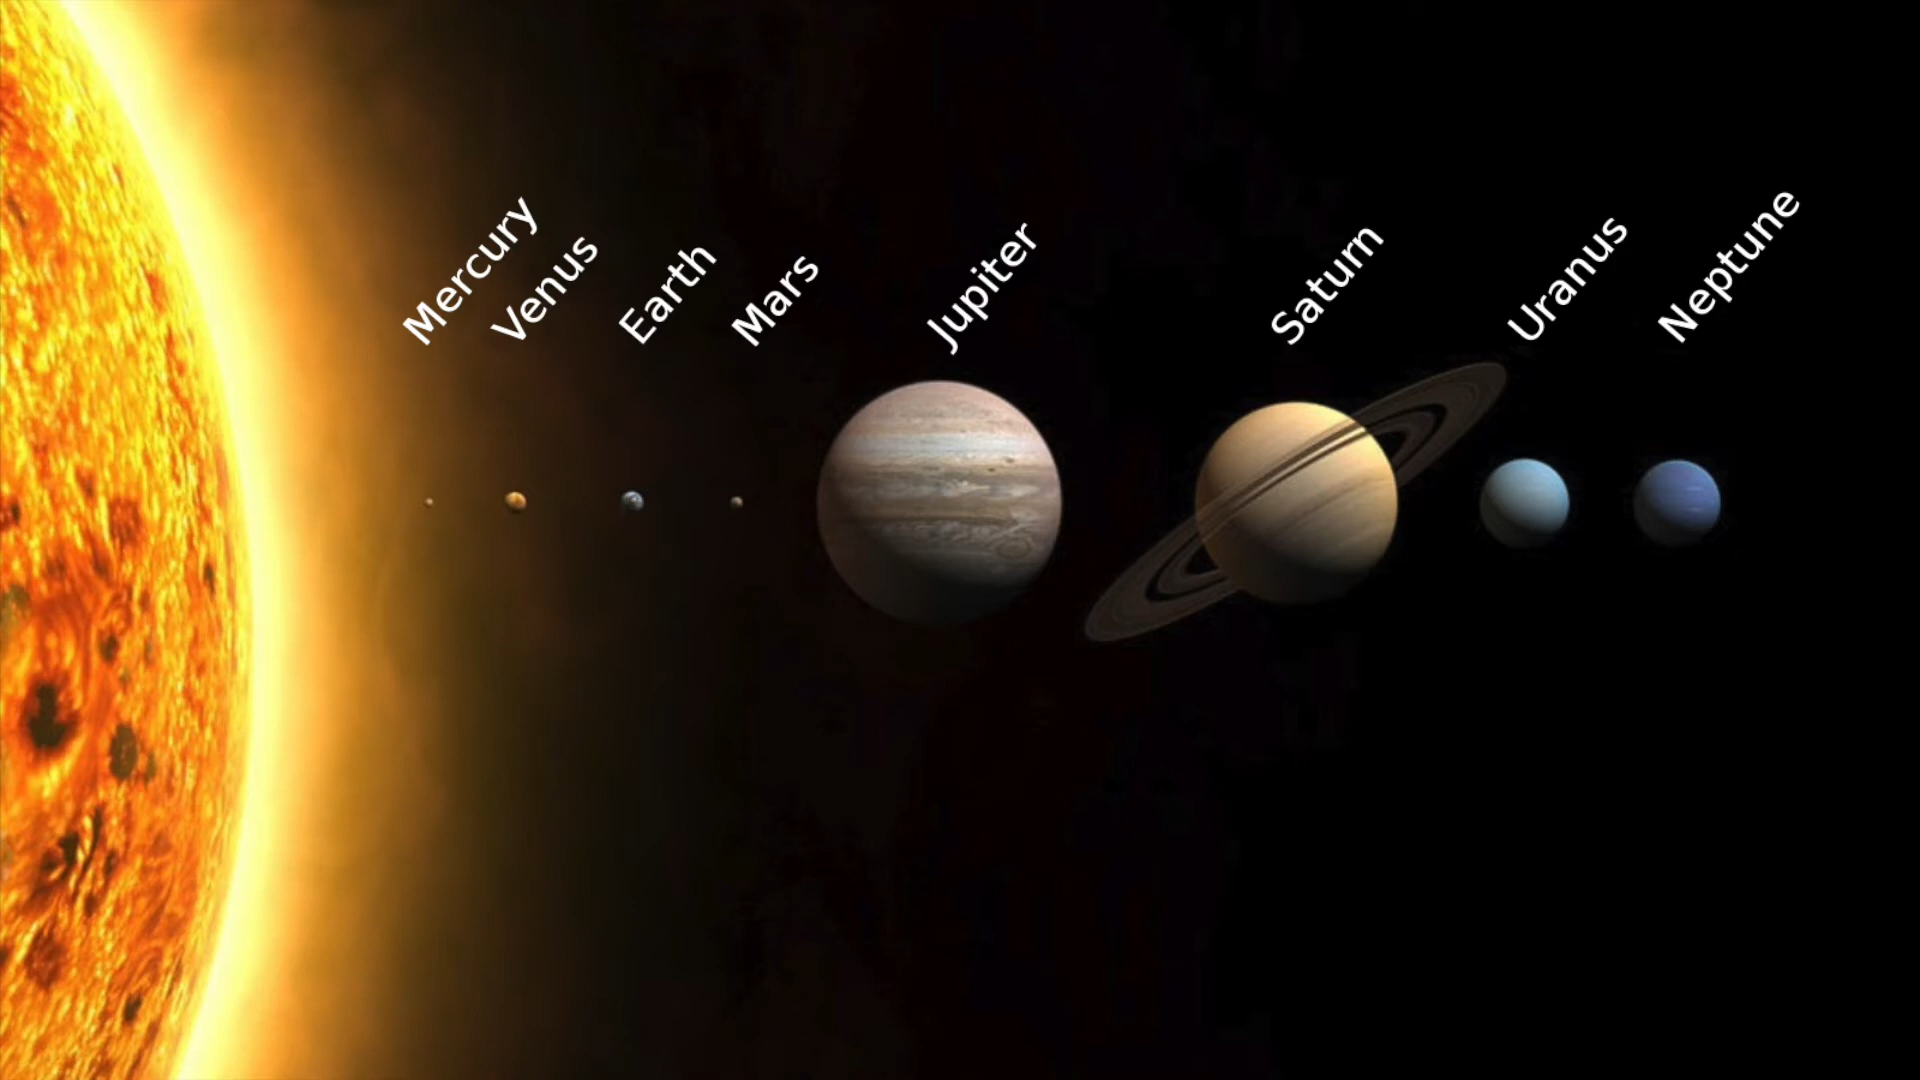 Mercury
Venus
Earth
Mars
Jupiter
Saturn
Uranus
Neptune